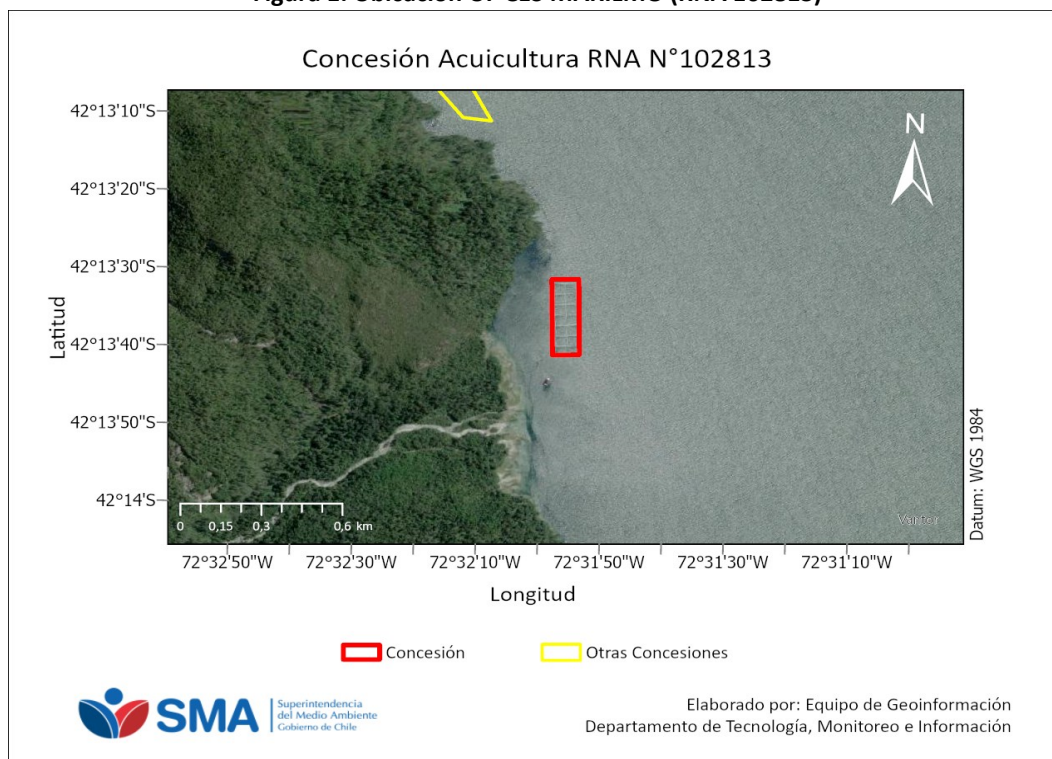 Concesión Acuicultura RNA N°102813
42°13'10"S
42°13'20"S
42°13'30"S
42°13'40"S
42°13'50"S
42°14'S
Latitud
N
Datum: WGS 1984
0 0,15 0,3 0,6 km
Vantor
72°32'50"W 72°32'30"W 72°32'10"W 72°31'50"W 72°31'30"W 72°31'10"W
Longitud
Concesión Otras Concesiones
SMA
Superintendencia
del Medio Ambiente
Gobierno de Chile
Elaborado por: Equipo de Geoinformación
Departamento de Tecnología, Monitoreo e Información